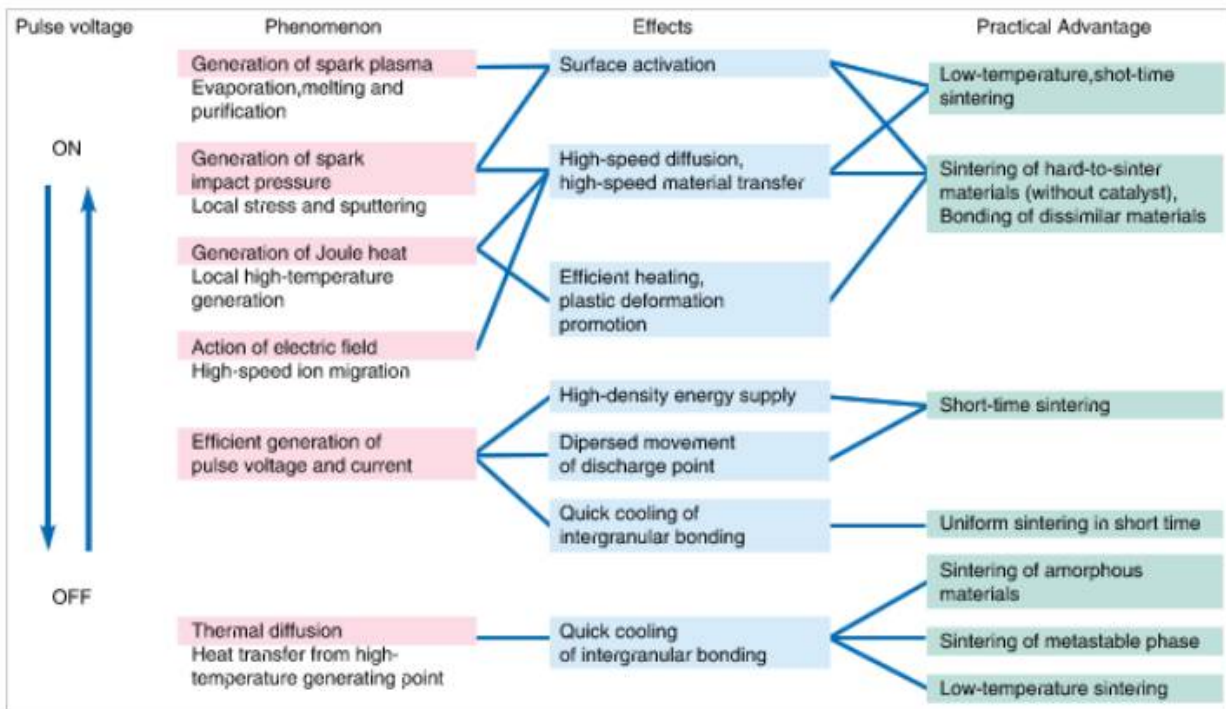 Pulse voltage
Phenomenon
Effects
Practical Advantage
ON
OFF
Generation of spark plasma
Evaporation,melting and
purification
Generation of spark
impact pressure
Local stress and sputtering
Generation of Joule heat
Local high-temperature
generation
Action of electric field
High-speed ion migration
Efficient generation of
pulse voltage and current
Thermal diffusion
Heat transfer from high-
temperature generating point
Surface activation
High-speed diffusion,
high-speed material transfer
Efficient heating,
plastic deformation
promotion
High-density energy supply
Dipersed movement
of discharge point
Quick cooling of
intergranular bonding
Quick cooling
of intergranular bonding
Low-temperature,shot-time
sintering
Sintering of hard-to-sinter
materials (without catalyst),
Bonding of dissimilar materials
Short-time sintering
Uniform sintering in short time
Sintering of amorphous
materials
Sintering of metastable phase
Low-temperature sintering